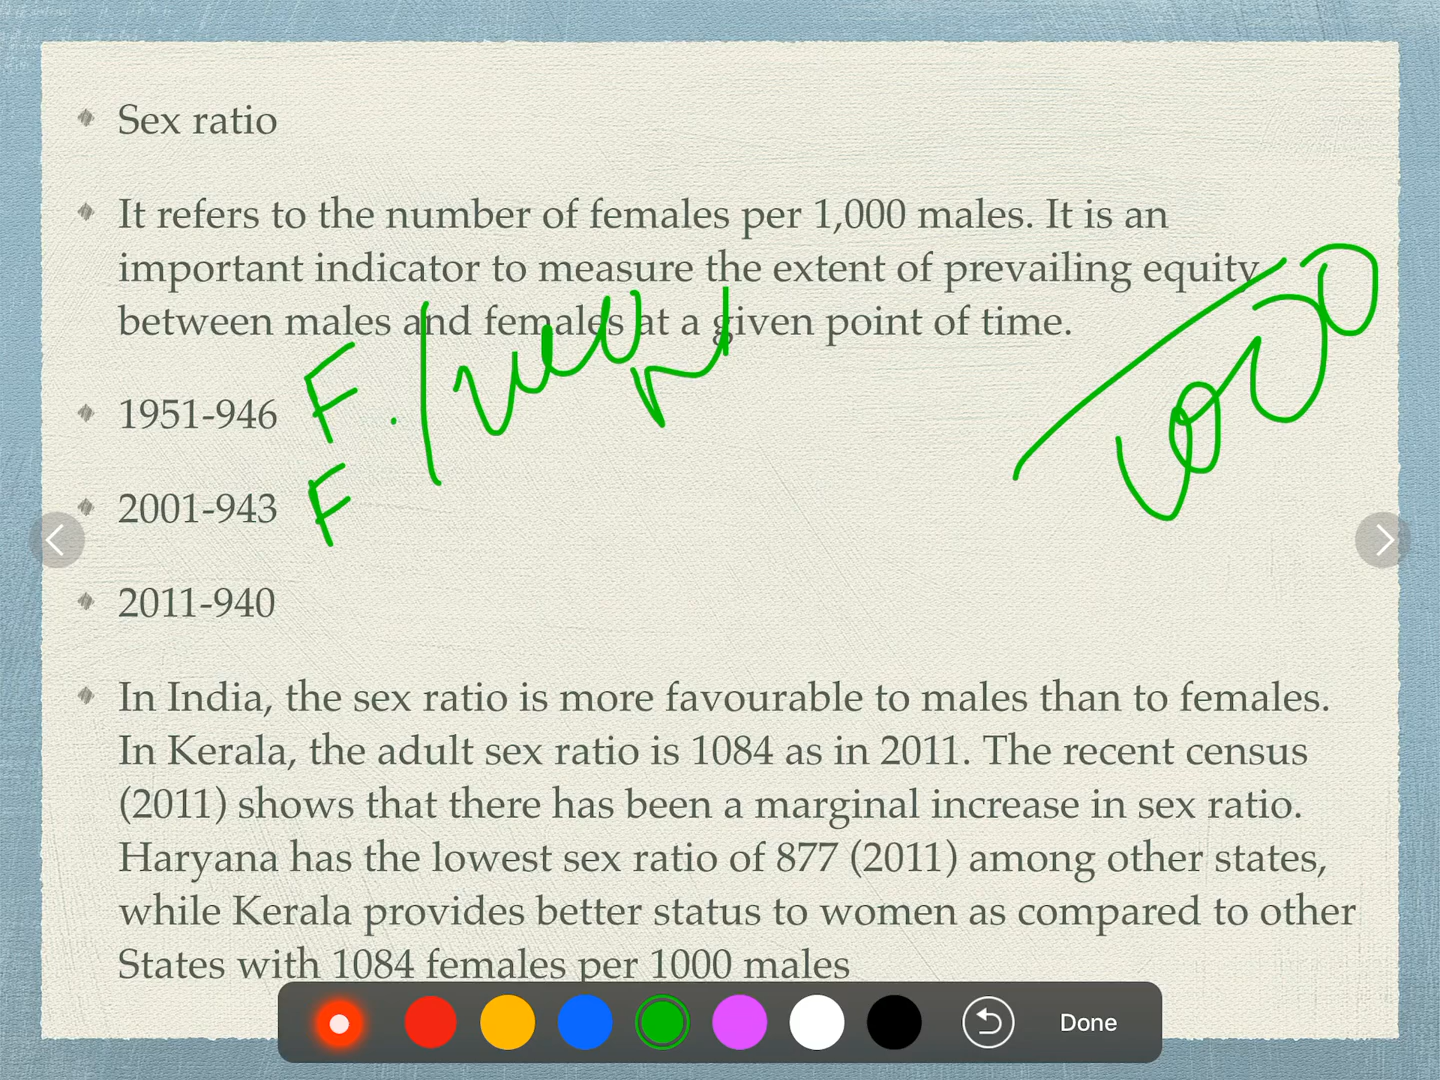 Sex ratio
It refers to the number of females per 1,000 males. It is an
important indicator to measure the extent of prevailing equity
between males and females at a given point of time.
1951-946 F.
2001-943 F
2011-940
In India, the sex ratio is more favourable to males than to females.
In Kerala, the adult sex ratio is 1084 as in 2011. The recent census
(2011) shows that there has been a marginal increase in sex ratio.
Haryana has the lowest sex ratio of 877 (2011) among other states,
while Kerala provides better status to women as compared to other
States with 1084 females per 1000 males
Done